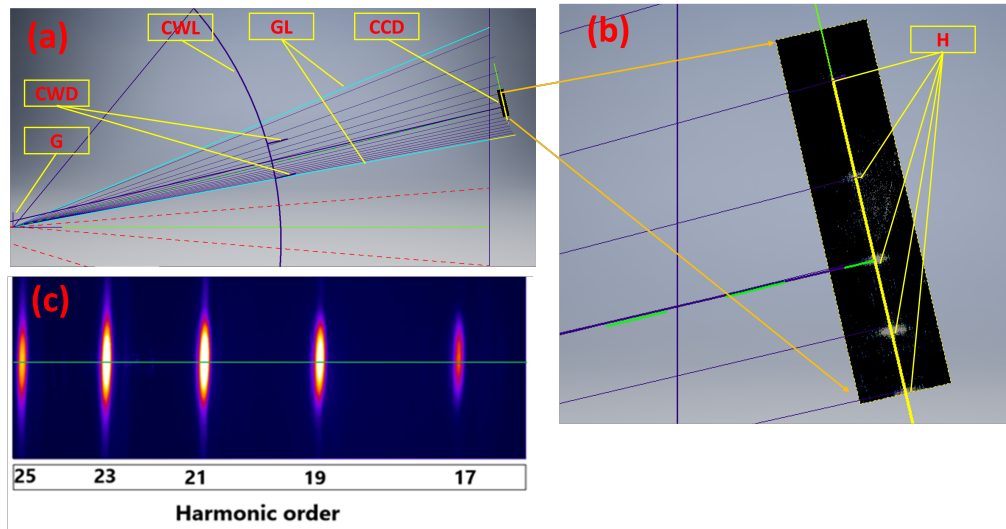 (a)
CWL
GL
CCD
CWD
G
(b)
H
(c)
25 23 21 19 17
Harmonic order